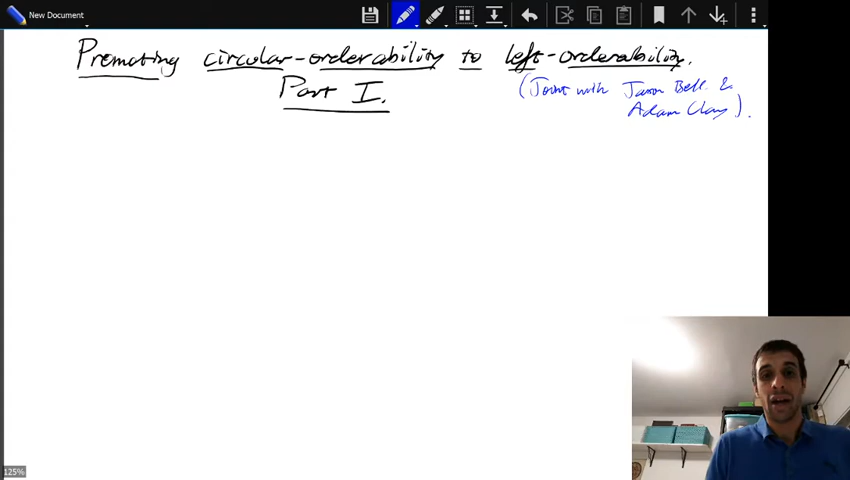 New Document
Promoting circular-orderability to left-orderability.
Part I.
(Joint with Jason Bell &
Adam Clay).
125%